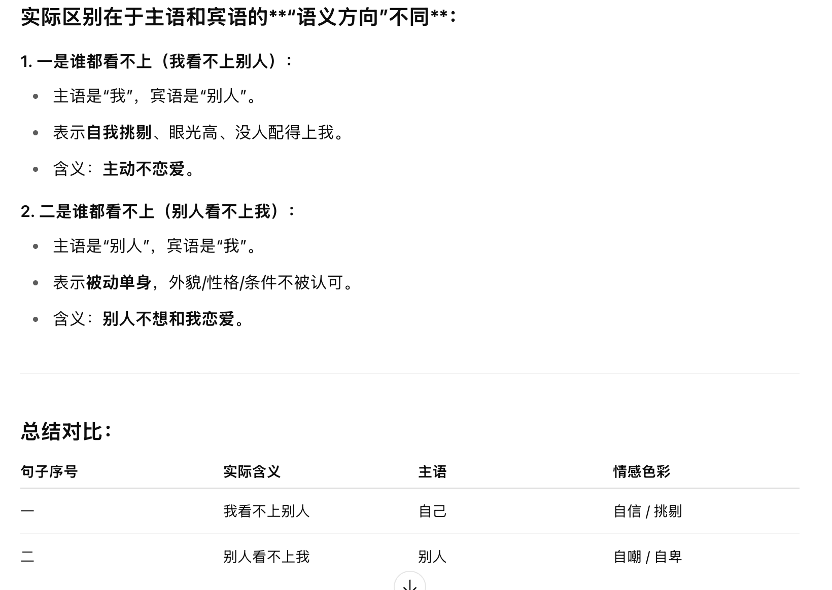 实际区别在于主语和宾语的**“语义方向”不同**：
1. 一是谁都看不上（我看不上别人）：
• 主语是“我”，宾语是“别人”。
• 表示自我挑剔、眼光高、没人配得上我。
• 含义：主动不恋爱。
2. 二是谁都看不上（别人看不上我）：
• 主语是“别人”，宾语是“我”。
• 表示被动单身，外貌/性格/条件不被认可。
• 含义：别人不想和我恋爱。
总结对比：
句子序号 实际含义 主语 情感色彩
一 我看不上别人 自己 自信 / 挑剔
二 别人看不上我 别人 自嘲 / 自卑